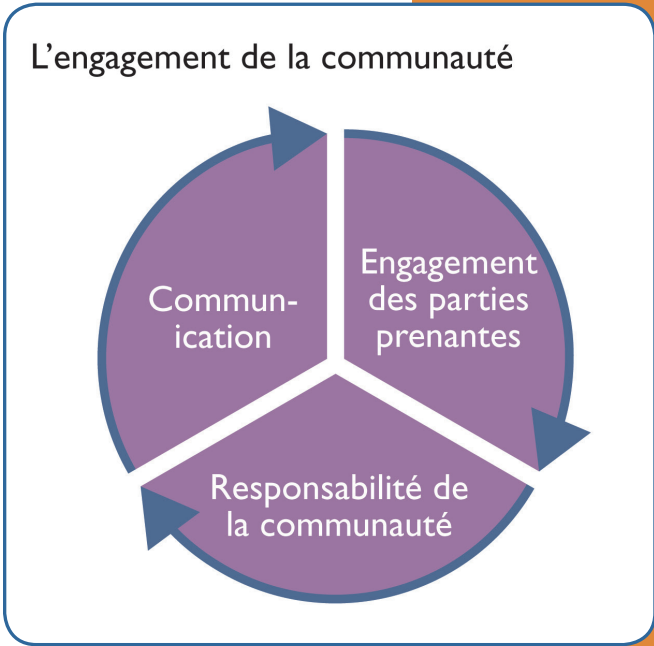 L'engagement de la communauté
Engagement
des parties
prenantes
Commun-
ication
Responsabilité de
la communauté